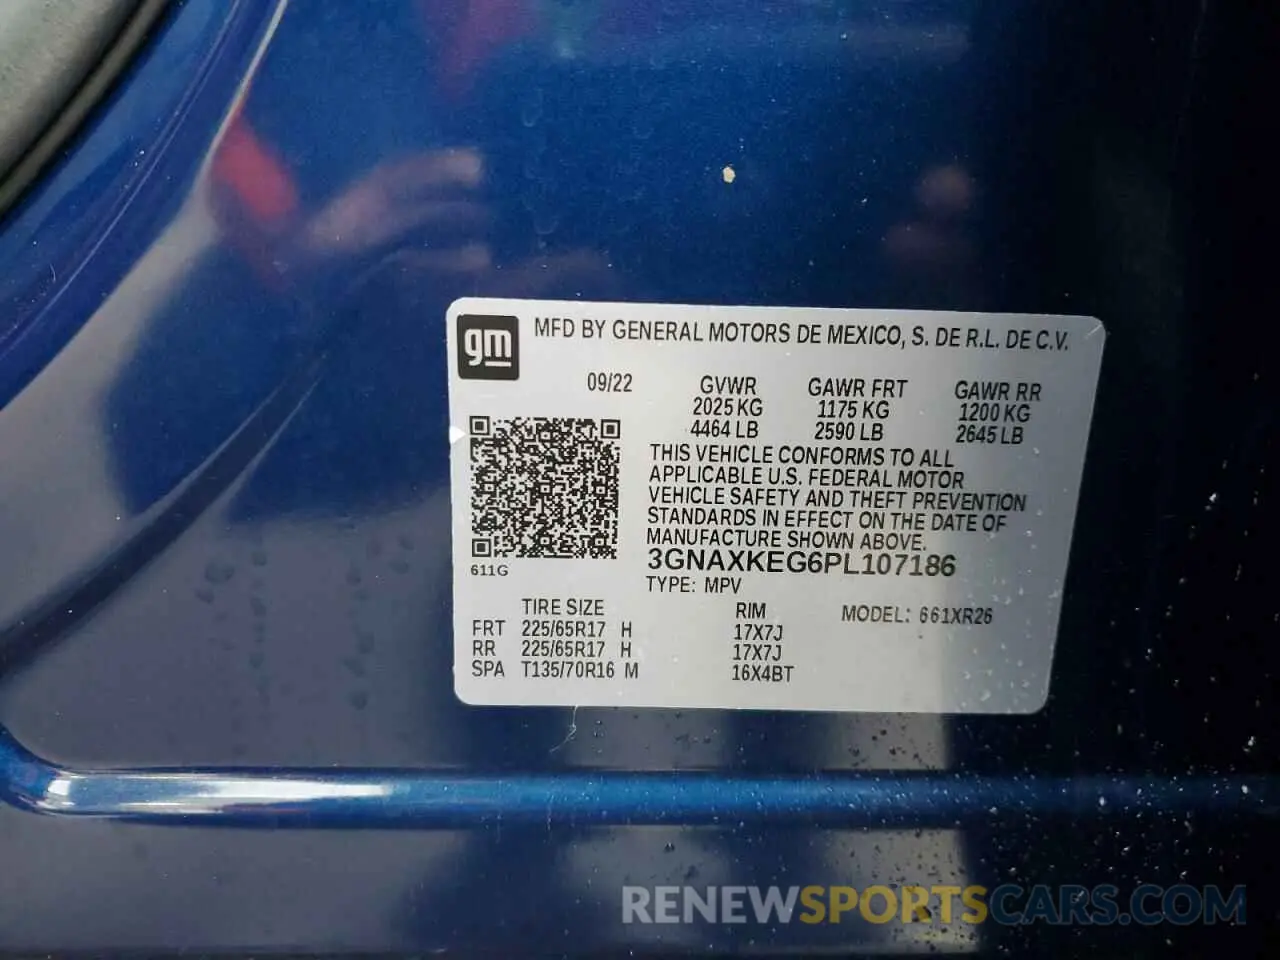 gm MFD BY GENERAL MOTORS DE MEXICO, S. DE R.L. DE C.V.
09/22 GVWR GAWR FRT GAWR RR
2025 KG 1175 KG 1200 KG
4464 LB 2590 LB 2645 LB
THIS VEHICLE CONFORMS TO ALL
APPLICABLE U.S. FEDERAL MOTOR
VEHICLE SAFETY AND THEFT PREVENTION
STANDARDS IN EFFECT ON THE DATE OF
MANUFACTURE SHOWN ABOVE.
3GNAXKEG6PL107186
611G
TYPE: MPV
TIRE SIZE RIM MODEL: 661XR26
FRT 225/65R17 H 17X7J
RR 225/65R17 H 17X7J
SPA T135/70R16 M 16X4BT
RENEWSPORTSCARS.COM